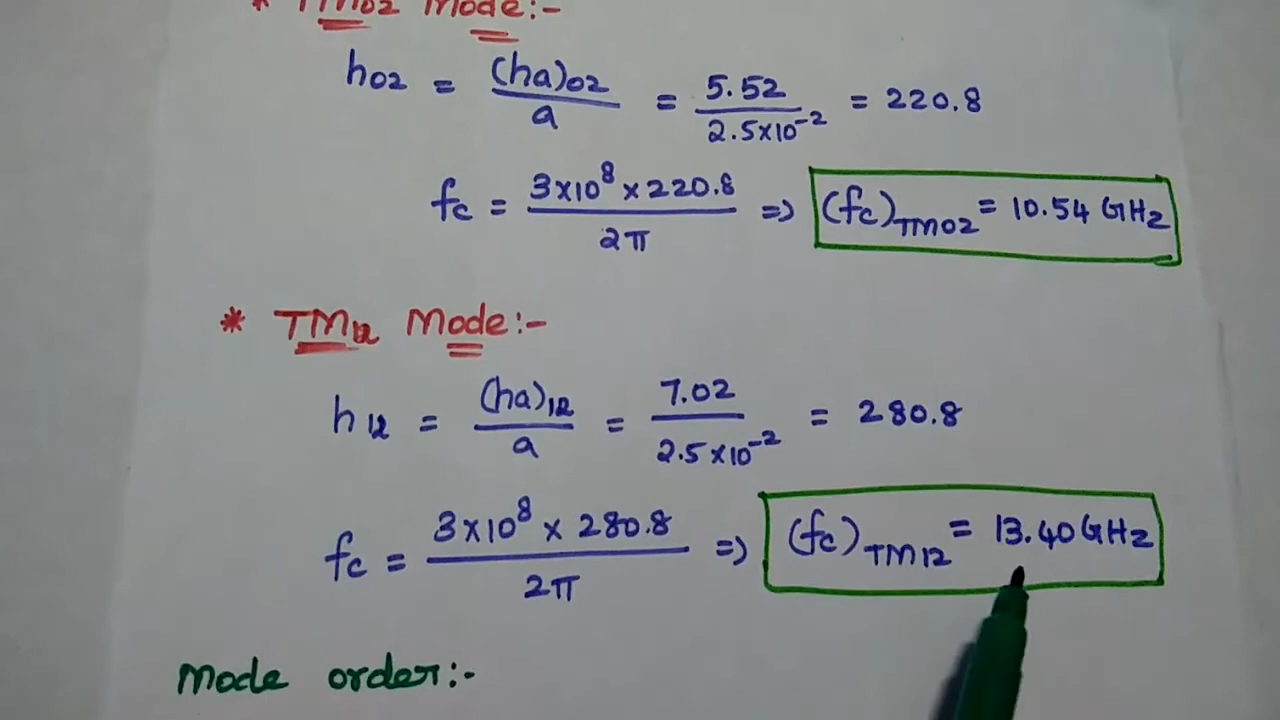 * TM02 Mode:-
h02 = (ha)02 / a = 5.52 / 2.5×10^-2 = 220.8
fc = 3×10^8 × 220.8 / 2π => (fc)TM02 = 10.54 GHz
* TM12 Mode:-
h12 = (ha)12 / a = 7.02 / 2.5×10^-2 = 280.8
fc = 3×10^8 × 280.8 / 2π => (fc)TM12 = 13.40 GHz
Mode order:-